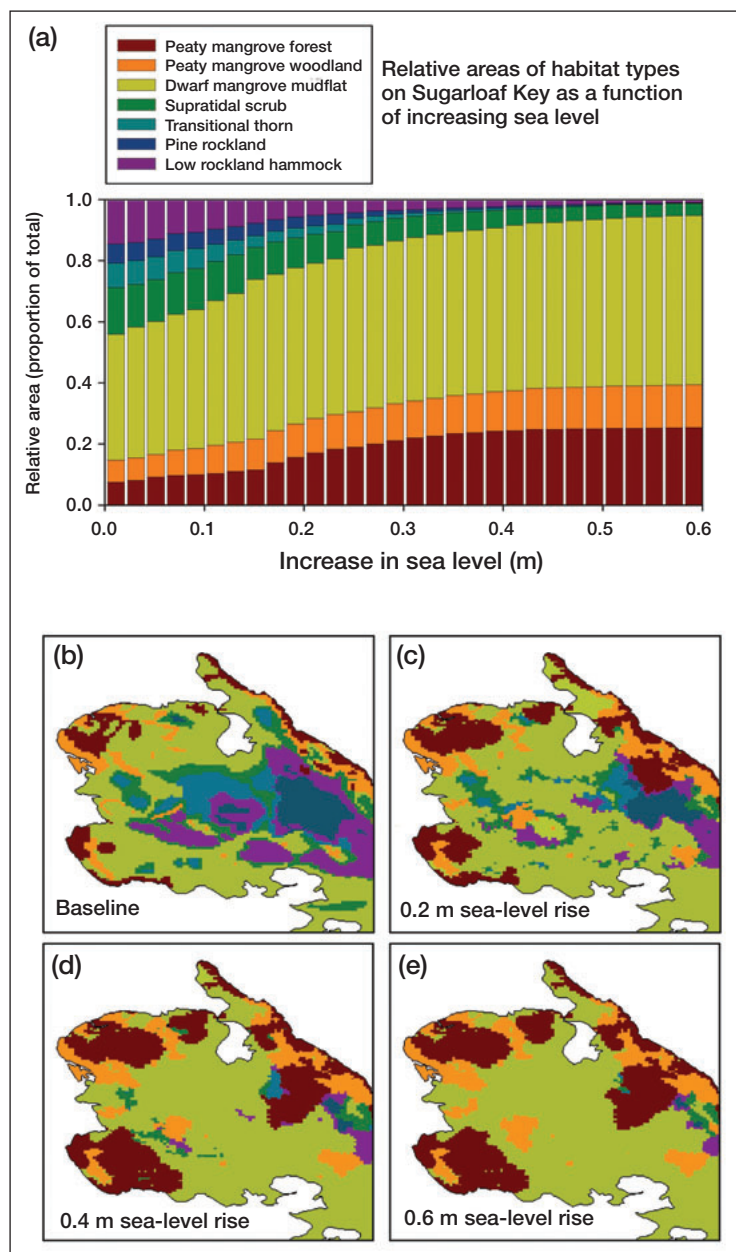 (a)
Peaty mangrove forest
Peaty mangrove woodland
Dwarf mangrove mudflat
Supratidal scrub
Transitional thorn
Pine rockland
Low rockland hammock
Relative areas of habitat types
on Sugarloaf Key as a function
of increasing sea level
Relative area (proportion of total)
1.0
0.8
0.6
0.4
0.2
0.0
0.0 0.1 0.2 0.3 0.4 0.5 0.6
Increase in sea level (m)
(b)
Baseline
(c)
0.2 m sea-level rise
(d)
0.4 m sea-level rise
(e)
0.6 m sea-level rise